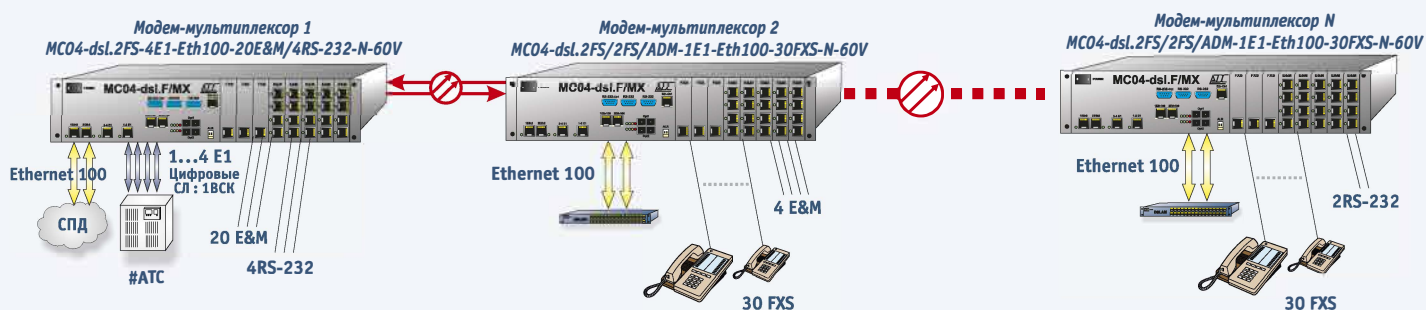 Модем-мультиплексор 1
MC04-dsl.2FS-4E1-Eth100-20E&M/4RS-232-N-60V
Модем-мультиплексор 2
MC04-dsl.2FS/2FS/ADM-1E1-Eth100-30FXS-N-60V
Модем-мультиплексор N
MC04-dsl.2FS/2FS/ADM-1E1-Eth100-30FXS-N-60V
MC04-dsl.F/MX
MC04-dsl.F/MX
MC04-dsl.F/MX
Ethernet 100
1...4 E1
Цифровые
СЛ : 1ВСК
СПД
#АТС
20 E&M
4RS-232
Ethernet 100
4 E&M
30 FXS
Ethernet 100
2RS-232
30 FXS